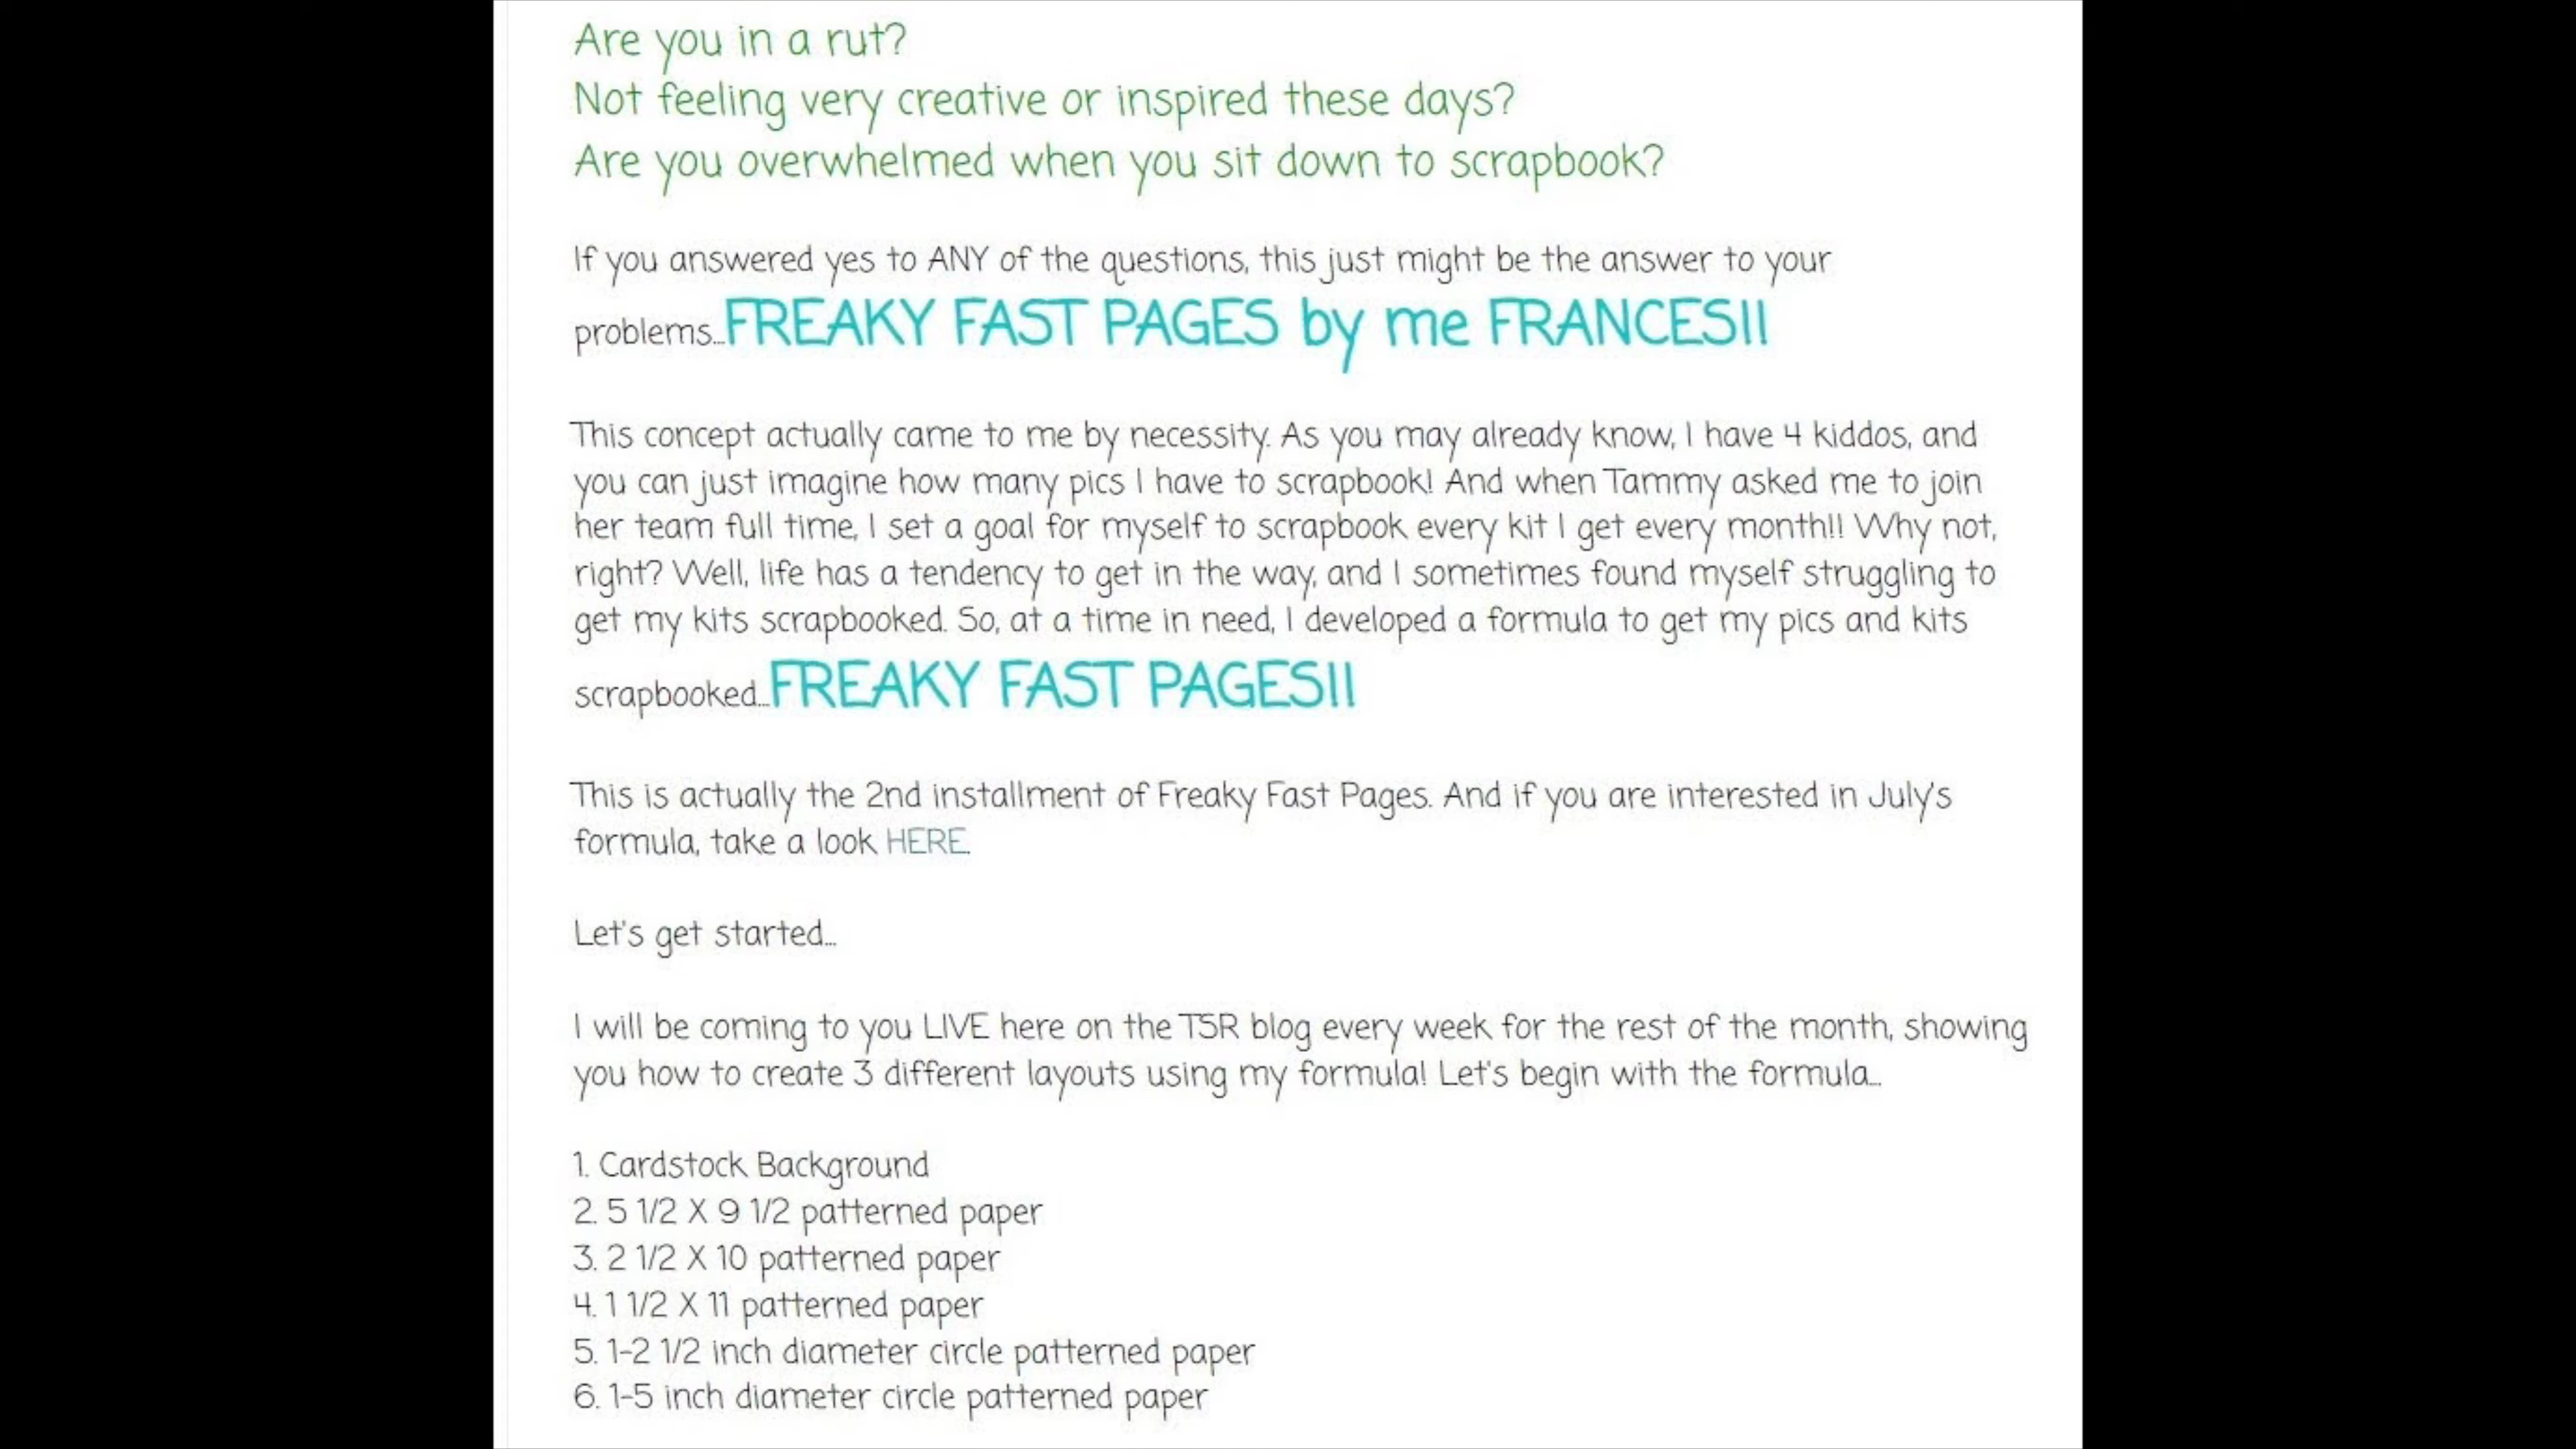 Are you in a rut?
Not feeling very creative or inspired these days?
Are you overwhelmed when you sit down to scrapbook?
If you answered yes to ANY of the questions, this just might be the answer to your
problems...FREAKY FAST PAGES by me FRANCES!!
This concept actually came to me by necessity. As you may already know, I have 4 kiddos, and
you can just imagine how many pics I have to scrapbook! And when Tammy asked me to join
her team full time, I set a goal for myself to scrapbook every kit I get every month!! Why not,
right? Well, life has a tendency to get in the way, and I sometimes found myself struggling to
get my kits scrapbooked. So, at a time in need, I developed a formula to get my pics and kits
scrapbooked...FREAKY FAST PAGES!!
This is actually the 2nd installment of Freaky Fast Pages. And if you are interested in July's
formula, take a look HERE.
Let's get started...
I will be coming to you LIVE here on the TSR blog every week for the rest of the month, showing
you how to create 3 different layouts using my formula! Let's begin with the formula...
1. Cardstock Background
2. 5 1/2 X 9 1/2 patterned paper
3. 2 1/2 X 10 patterned paper
4. 1 1/2 X 11 patterned paper
5. 1-2 1/2 inch diameter circle patterned paper
6. 1-5 inch diameter circle patterned paper